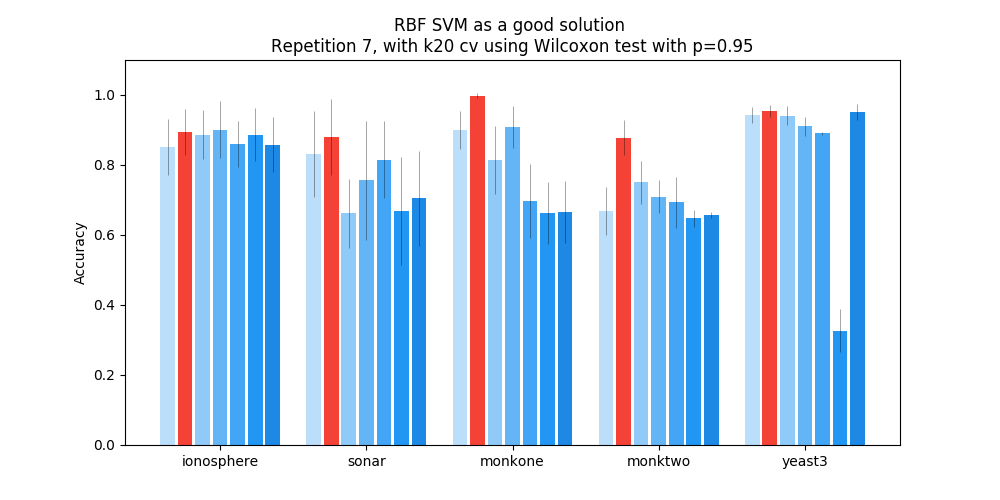 RBF SVM as a good solution
Repetition 7, with k20 cv using Wilcoxon test with p=0.95
Accuracy
1.0
0.8
0.6
0.4
0.2
0.0
ionosphere
sonar
monkone
monktwo
yeast3